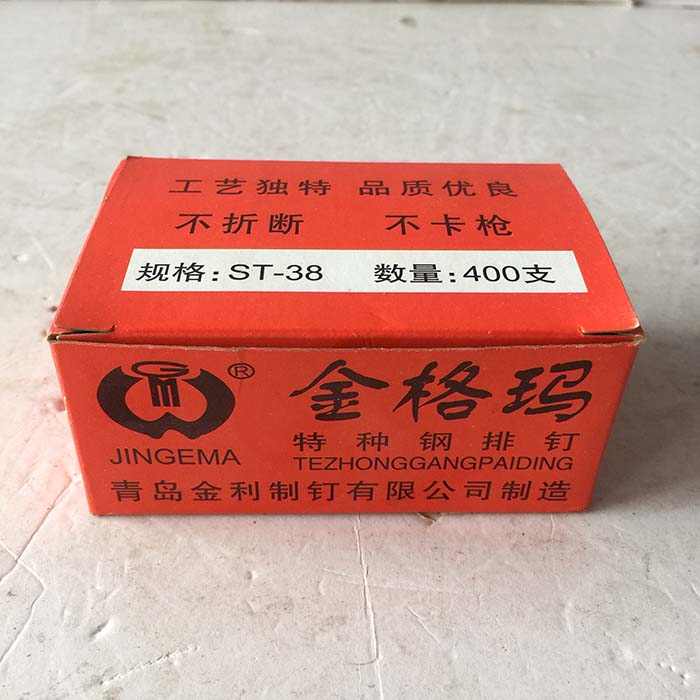 工艺独特 品质优良
不折断 不卡枪
规格:ST-38 数量:400支
GM
®
金格玛
JINGEMA
特种钢排钉
TEZHONGGANGPAIDING
青岛金利制钉有限公司制造